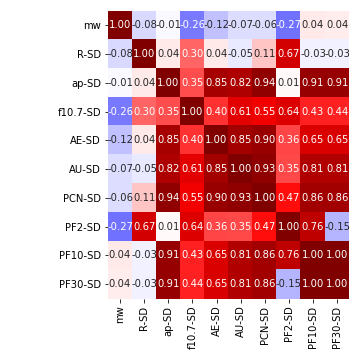 mw 1.00 -0.08 -0.01 -0.26 -0.12 -0.07 -0.06 -0.27 0.04 0.04
R-SD -0.08 1.00 0.04 0.30 0.04 -0.05 0.11 0.67 -0.03 -0.03
ap-SD -0.01 0.04 1.00 0.35 0.85 0.82 0.94 0.01 0.91 0.91
f10.7-SD -0.26 0.30 0.35 1.00 0.40 0.61 0.55 0.64 0.43 0.44
AE-SD -0.12 0.04 0.85 0.40 1.00 0.85 0.90 0.36 0.65 0.65
AU-SD -0.07 -0.05 0.82 0.61 0.85 1.00 0.93 0.35 0.81 0.81
PCN-SD -0.06 0.11 0.94 0.55 0.90 0.93 1.00 0.47 0.86 0.86
PF2-SD -0.27 0.67 0.01 0.64 0.36 0.35 0.47 1.00 0.76 -0.15
PF10-SD -0.04 -0.03 0.91 0.43 0.65 0.81 0.86 0.76 1.00 1.00
PF30-SD -0.04 -0.03 0.91 0.44 0.65 0.81 0.86 -0.15 1.00 1.00
mw R-SD ap-SD f10.7-SD AE-SD AU-SD PCN-SD PF2-SD PF10-SD PF30-SD